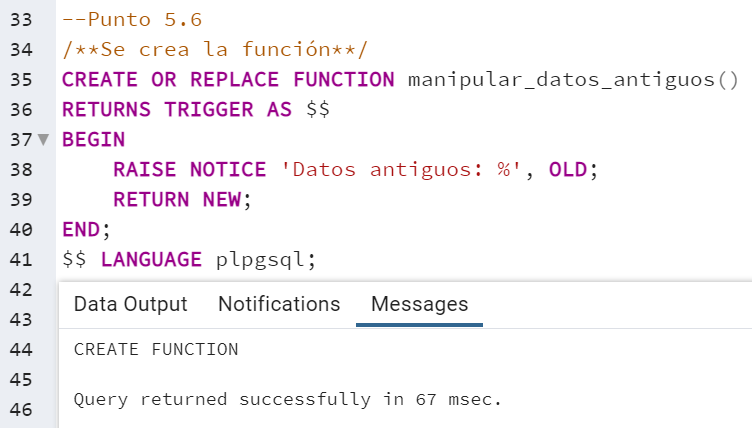 33 --Punto 5.6
34 /**Se crea la función**/
35 CREATE OR REPLACE FUNCTION manipular_datos_antiguos()
36 RETURNS TRIGGER AS $$
37 BEGIN
38 RAISE NOTICE 'Datos antiguos: %', OLD;
39 RETURN NEW;
40 END;
41 $$ LANGUAGE plpgsql;
42
Data Output Notifications Messages
43
44 CREATE FUNCTION
45
46 Query returned successfully in 67 msec.